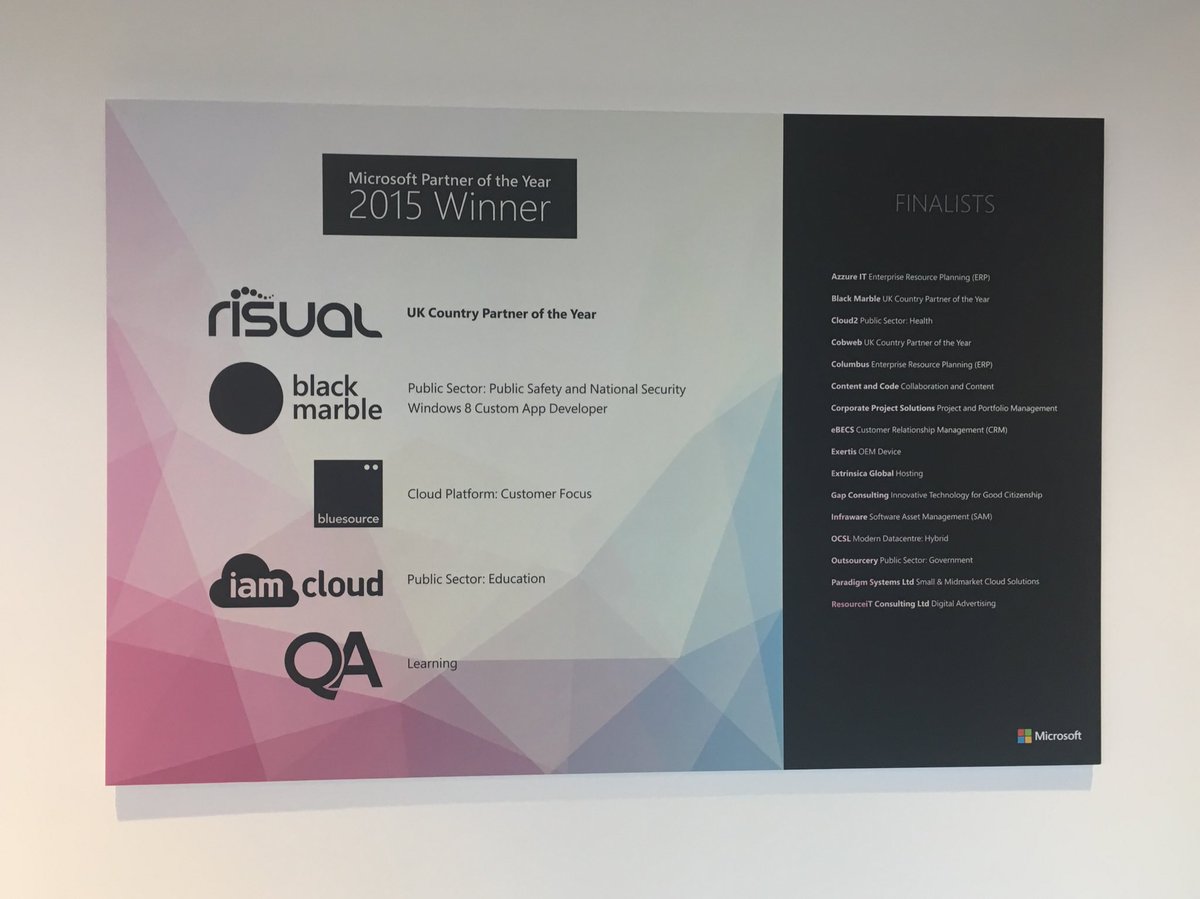 Microsoft Partner of the Year
2015 Winner
risual
UK Country Partner of the Year
black
marble
Public Sector: Public Safety and National Security
Windows 8 Custom App Developer
bluesource
Cloud Platform: Customer Focus
iam cloud
Public Sector: Education
QA
Learning
FINALISTS
Azzure IT Enterprise Resource Planning (ERP)
Black Marble UK Country Partner of the Year
Cloud2 Public Sector: Health
Cobweb UK Country Partner of the Year
Columbus Enterprise Resource Planning (ERP)
Content and Code Collaboration and Content
Corporate Project Solutions Project and Portfolio Management
eBECS Customer Relationship Management (CRM)
Exertis OEM Device
Extrinsica Global Hosting
Gap Consulting Innovative Technology for Good Citizenship
Infraware Software Asset Management (SAM)
OCSL Modern Datacentre: Hybrid
Outsourcery Public Sector: Government
Paradigm Systems Ltd Small & Midmarket Cloud Solutions
ResourceiT Consulting Ltd Digital Advertising
Microsoft